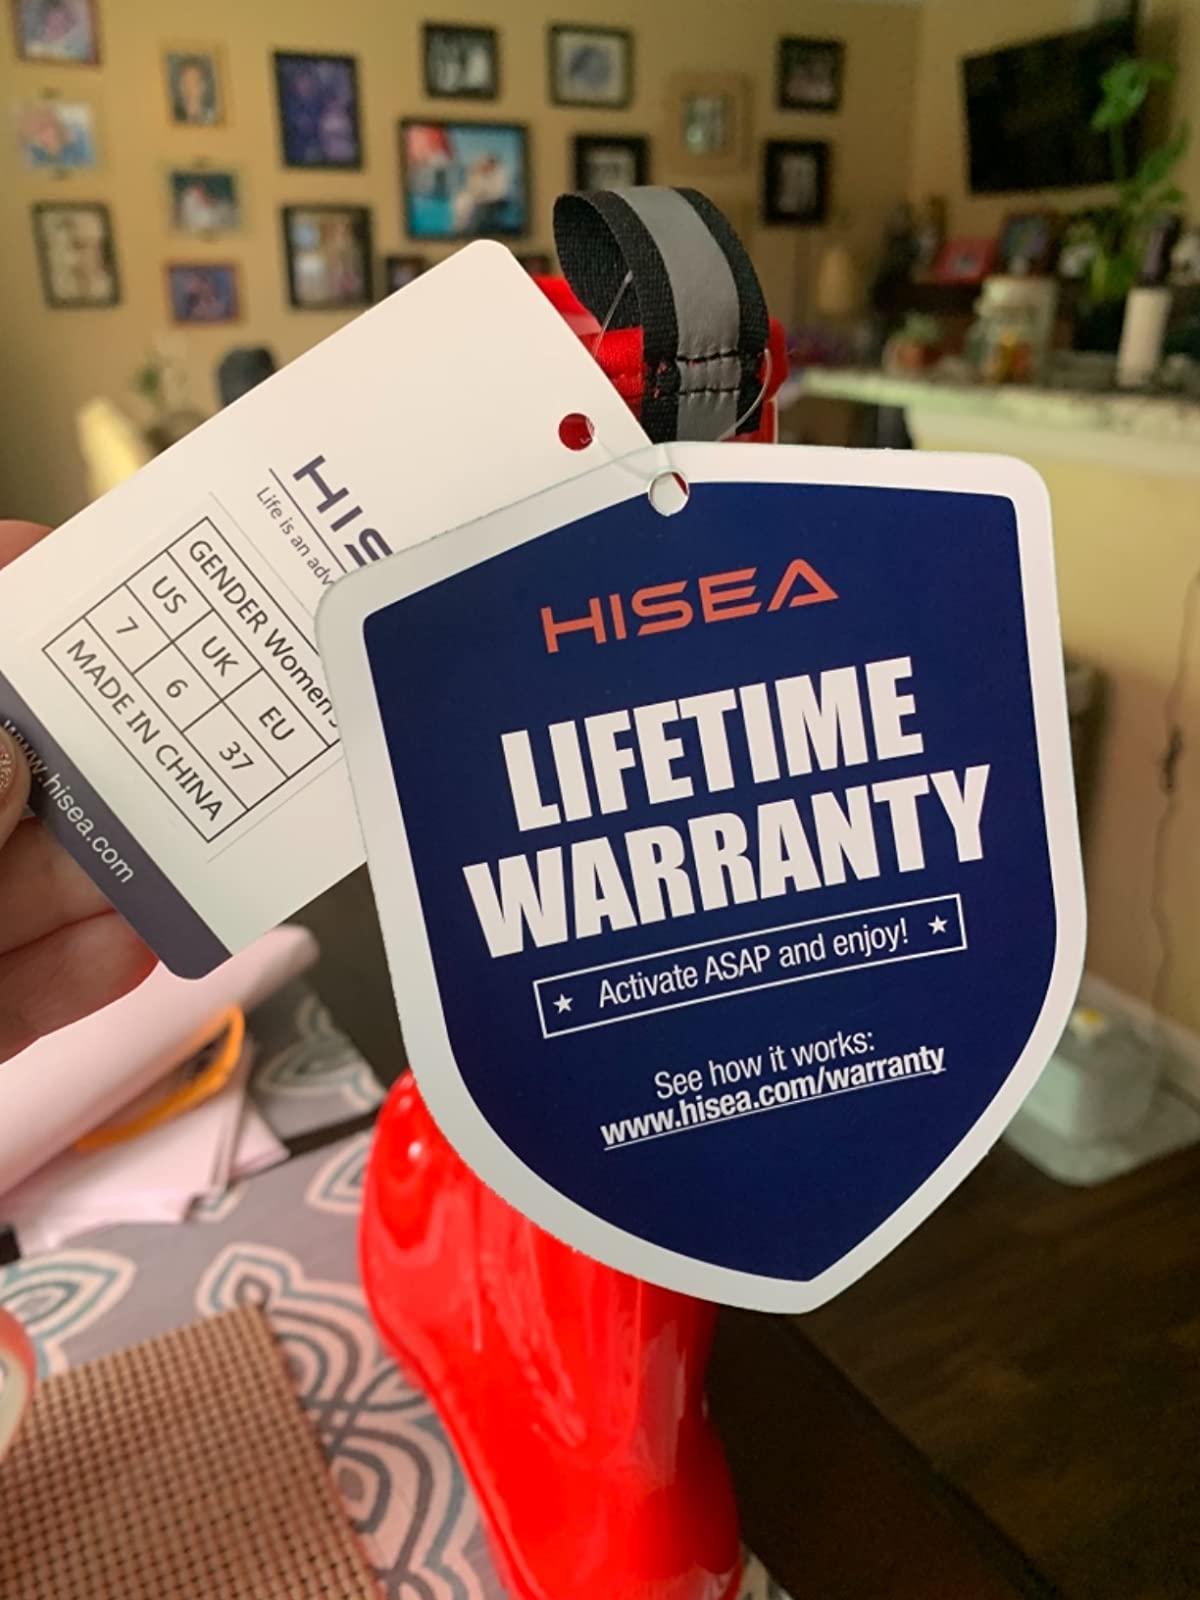 HIS
Life is an adv
GENDER Women's
US UK EU
7 6 37
MADE IN CHINA
www.hisea.com
HISEA
LIFETIME
WARRANTY
★ Activate ASAP and enjoy! ★
See how it works:
www.hisea.com/warranty